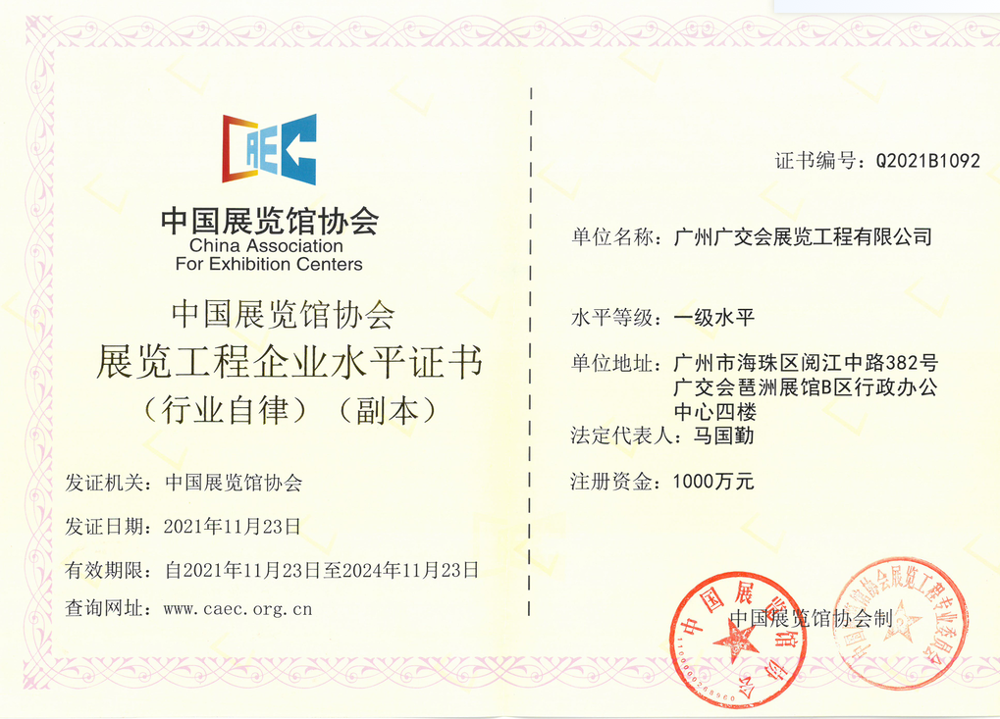 CAEC
中国展览馆协会
China Association
For Exhibition Centers
中国展览馆协会
展览工程企业水平证书
（行业自律）（副本）
发证机关：中国展览馆协会
发证日期：2021年11月23日
有效期限：自2021年11月23日至2024年11月23日
查询网址：www.caec.org.cn
证书编号：Q2021B1092
单位名称：广州广交会展览工程有限公司
水平等级：一级水平
单位地址：广州市海珠区阅江中路382号
广交会琶洲展馆B区行政办公
中心四楼
法定代表人：马国勤
注册资金：1000万元
中国展览馆协会制
中国展览馆协会
中国展览馆协会展览工程专业委员会